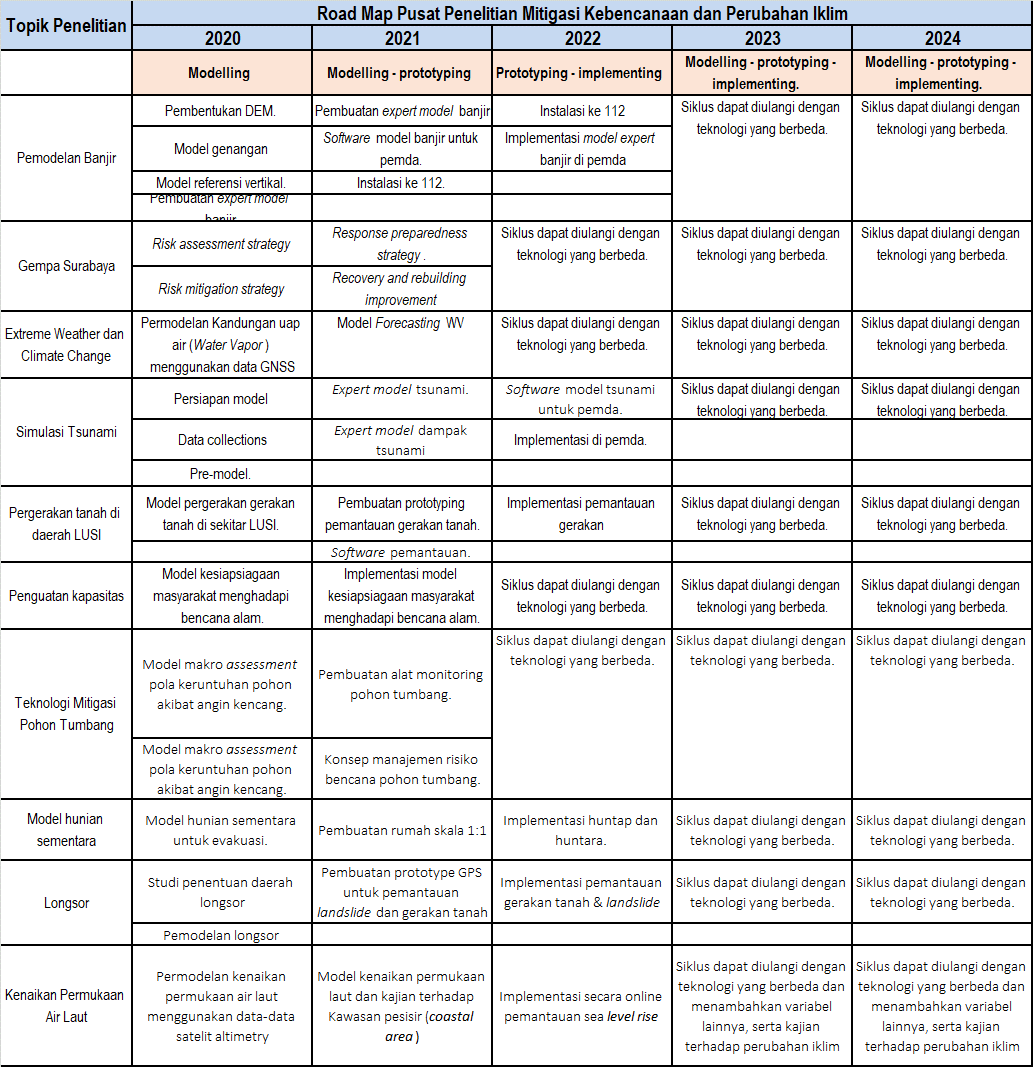 Topik Penelitian
Road Map Pusat Penelitian Mitigasi Kebencanaan dan Perubahan Iklim
2020
2021
2022
2023
2024
Modelling
Modelling - prototyping
Prototyping - implementing
Modelling - prototyping -
implementing.
Modelling - prototyping -
implementing.
Pemodelan Banjir
Pembentukan DEM.
Pembuatan expert model banjir
Instalasi ke 112
Siklus dapat diulangi dengan
teknologi yang berbeda.
Siklus dapat diulangi dengan
teknologi yang berbeda.
Model genangan
Software model banjir untuk
pemda.
Implementasi model expert
banjir di pemda
Model referensi vertikal.
Instalasi ke 112.
Pembuatan expert model
banjir
Gempa Surabaya
Risk assessment strategy
Response preparedness
strategy .
Siklus dapat diulangi dengan
teknologi yang berbeda.
Siklus dapat diulangi dengan
teknologi yang berbeda.
Siklus dapat diulangi dengan
teknologi yang berbeda.
Risk mitigation strategy
Recovery and rebuilding
improvement
Extreme Weather dan
Climate Change
Permodelan Kandungan uap
air (Water Vapor )
menggunakan data GNSS
Model Forecasting WV
Siklus dapat diulangi dengan
teknologi yang berbeda.
Siklus dapat diulangi dengan
teknologi yang berbeda.
Siklus dapat diulangi dengan
teknologi yang berbeda.
Simulasi Tsunami
Persiapan model
Expert model tsunami.
Software model tsunami
untuk pemda.
Siklus dapat diulangi dengan
teknologi yang berbeda.
Siklus dapat diulangi dengan
teknologi yang berbeda.
Data collections
Expert model dampak
tsunami
Implementasi di pemda.
Pre-model.
Pergerakan tanah di
daerah LUSI
Model pergerakan gerakan
tanah di sekitar LUSI.
Pembuatan prototyping
pemantauan gerakan tanah.
Implementasi pemantauan
gerakan
Siklus dapat diulangi dengan
teknologi yang berbeda.
Siklus dapat diulangi dengan
teknologi yang berbeda.
Software pemantauan.
Penguatan kapasitas
Model kesiapsiagaan
masyarakat menghadapi
bencana alam.
Implementasi model
kesiapsiagaan masyarakat
menghadapi bencana alam.
Siklus dapat diulangi dengan
teknologi yang berbeda.
Siklus dapat diulangi dengan
teknologi yang berbeda.
Siklus dapat diulangi dengan
teknologi yang berbeda.
Teknologi Mitigasi
Pohon Tumbang
Model makro assessment
pola keruntuhan pohon
akibat angin kencang.
Pembuatan alat monitoring
pohon tumbang.
Siklus dapat diulangi dengan
teknologi yang berbeda.
Siklus dapat diulangi dengan
teknologi yang berbeda.
Siklus dapat diulangi dengan
teknologi yang berbeda.
Model makro assessment
pola keruntuhan pohon
akibat angin kencang.
Konsep manajemen risiko
bencana pohon tumbang.
Model hunian
sementara
Model hunian sementara
untuk evakuasi.
Pembuatan rumah skala 1:1
Implementasi huntap dan
huntara.
Siklus dapat diulangi dengan
teknologi yang berbeda.
Siklus dapat diulangi dengan
teknologi yang berbeda.
Longsor
Studi penentuan daerah
longsor
Pembuatan prototype GPS
untuk pemantauan
landslide dan gerakan tanah
Implementasi pemantauan
gerakan tanah & landslide
Siklus dapat diulangi dengan
teknologi yang berbeda.
Siklus dapat diulangi dengan
teknologi yang berbeda.
Pemodelan longsor
Kenaikan Permukaan
Air Laut
Permodelan kenaikan
permukaan air laut
menggunakan data-data
satelit altimetry
Model kenaikan permukaan
laut dan kajian terhadap
Kawasan pesisir (coastal
area )
Implementasi secara online
pemantauan sea level rise
Siklus dapat diulangi dengan
teknologi yang berbeda dan
menambahkan variabel
lainnya, serta kajian
terhadap perubahan iklim
Siklus dapat diulangi dengan
teknologi yang berbeda dan
menambahkan variabel
lainnya, serta kajian
terhadap perubahan iklim